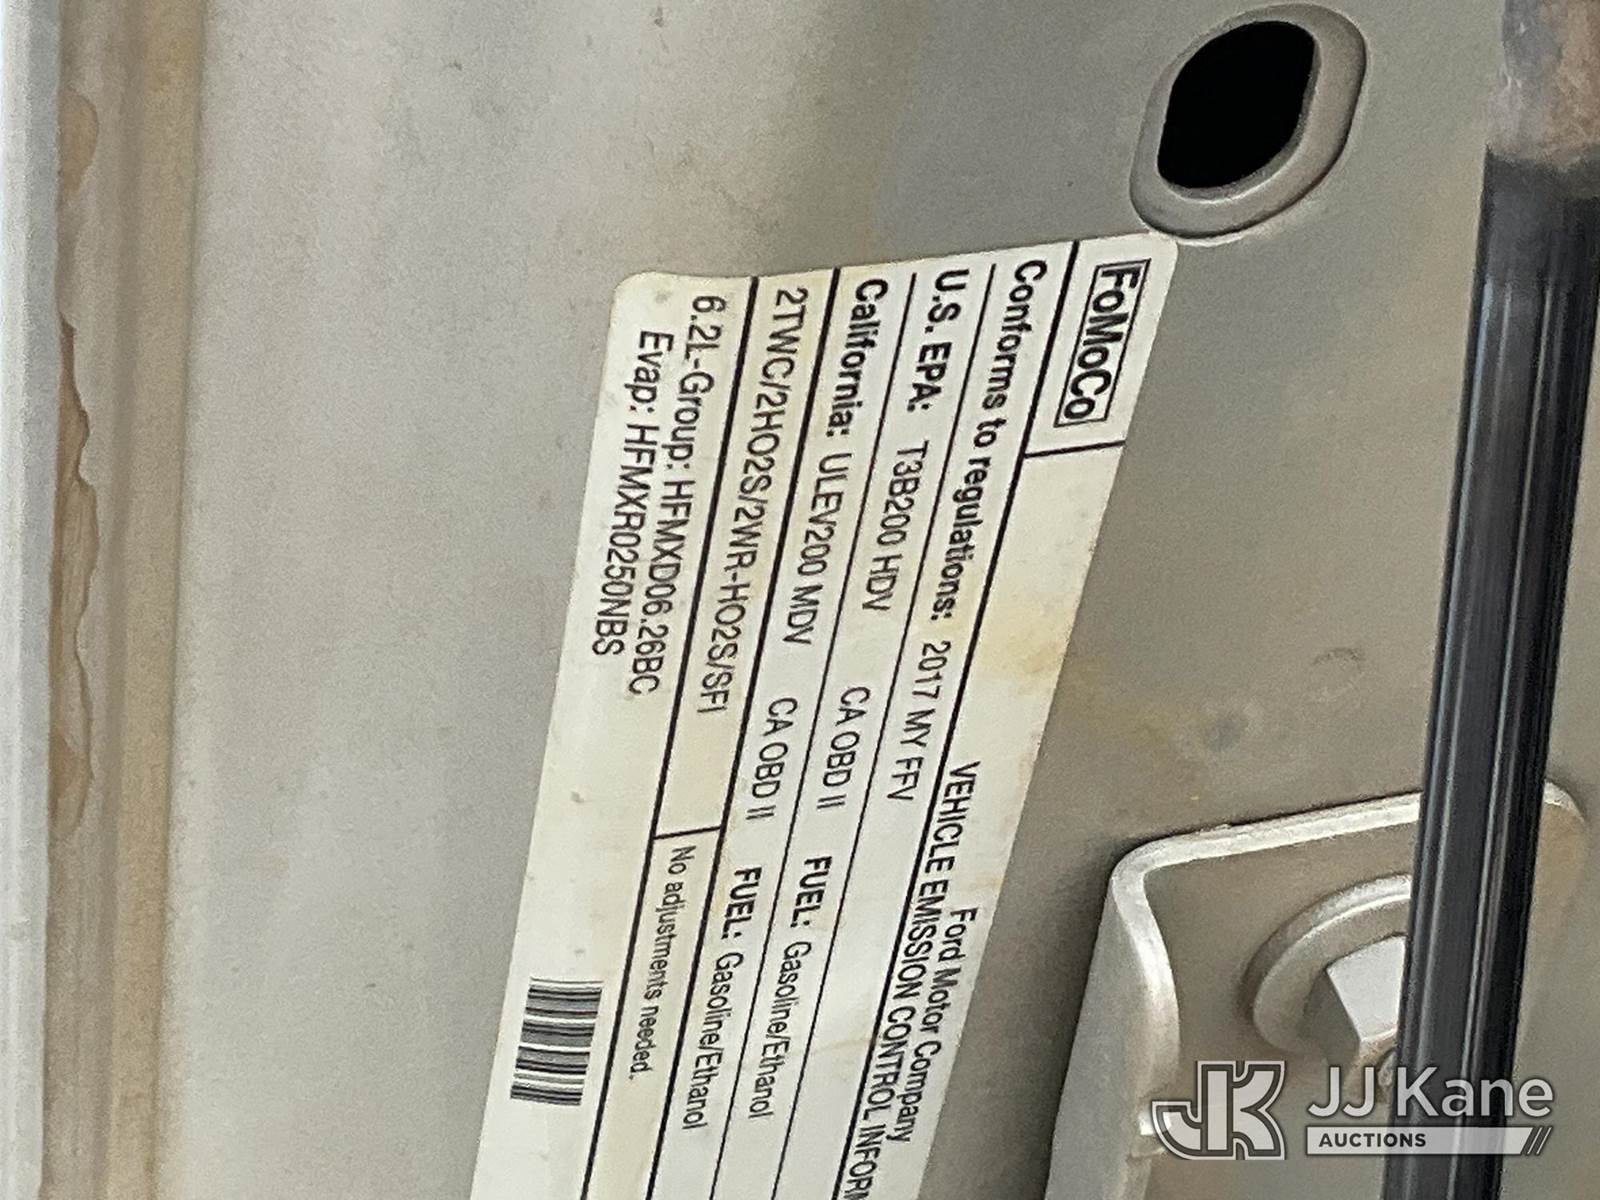 FoMoCo
Ford Motor Company
VEHICLE EMISSION CONTROL
Conforms to regulations: 2017 MY FFV
U.S. EPA: T3B200 HDV CA OBD II FUEL: Gasoline/Ethanol
California: ULEV200 MDV CA OBD II FUEL: Gasoline/Ethanol
2TWC/2HO2S/2WR-HO2S/SFI
No adjustments needed.
6.2L-Group: HFMXD06.26BC
Evap: HFMXR0250NBS
JK JJ Kane
AUCTIONS